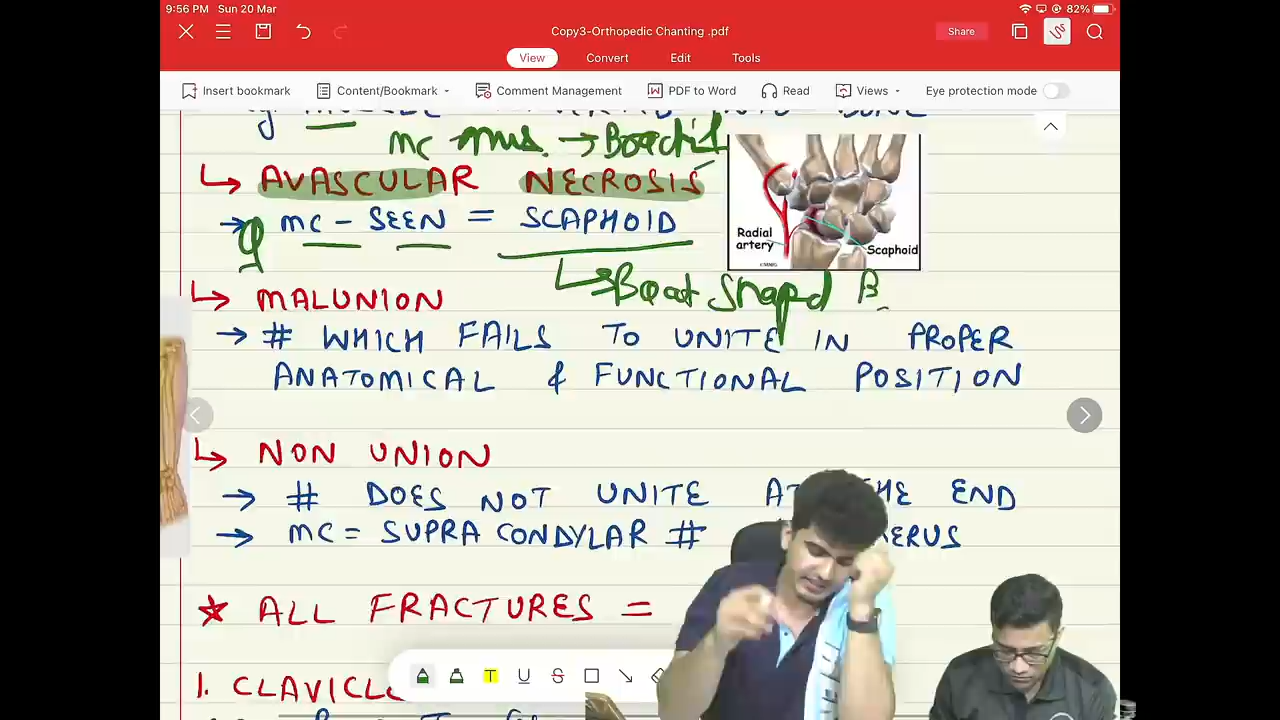 9:56 PM Sun 20 Mar
82%
Copy3-Orthopedic Chanting .pdf
Share
View Convert Edit Tools
Insert bookmark Content/Bookmark Comment Management PDF to Word Read Views Eye protection mode
mc mus. →
↳ AVASCULAR NECROSIS
→ mc - SEEN = SCAPHOID
Radial
artery
Scaphoid
↳ Boat Shaped B
↳ MALUNION
→ # WHICH FAILS TO UNITE IN PROPER
ANATOMICAL & FUNCTIONAL POSITION
↳ NON UNION
→ # DOES NOT UNITE END
→ mc = SUPRA CONDYLAR #
★ ALL FRACTURES =
1. CLAVICLE